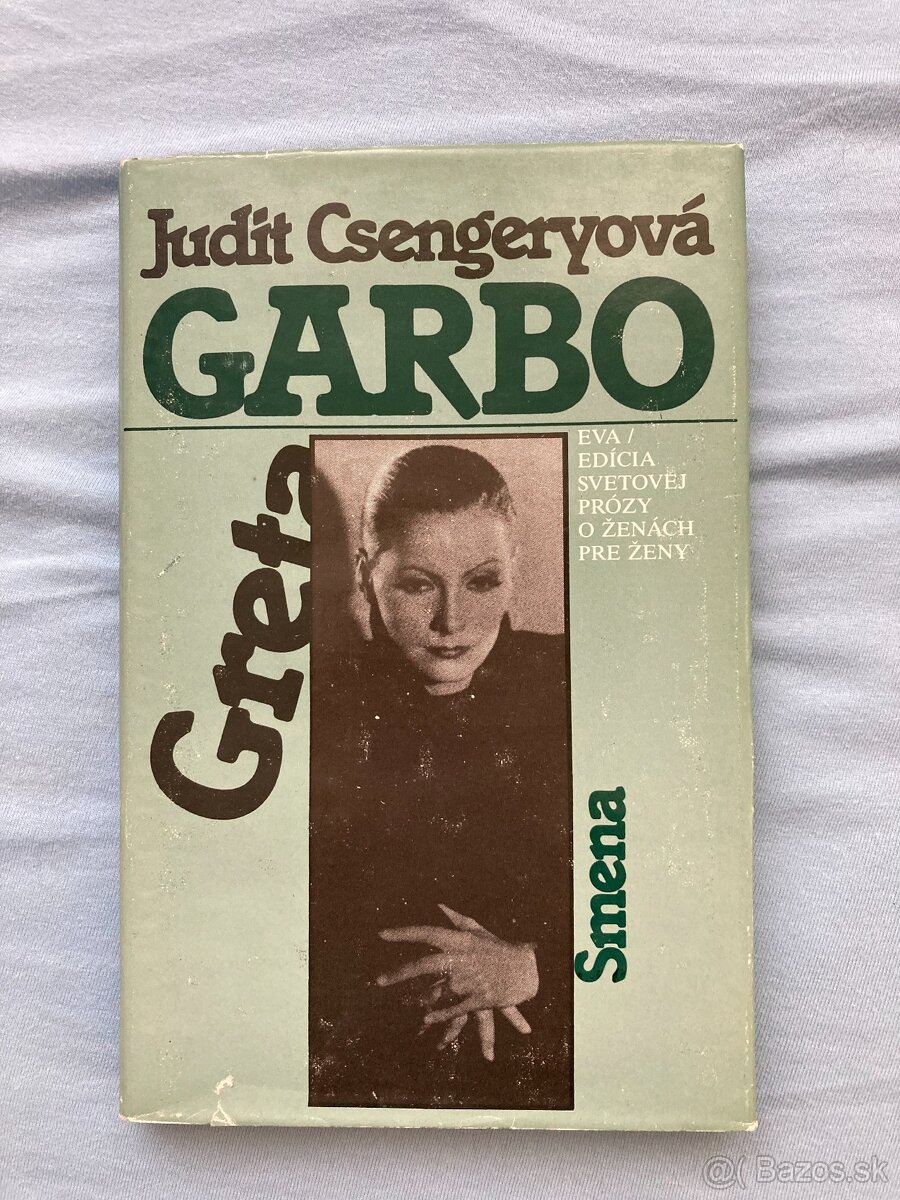 Judit Csengeryová
GARBO
Greta
EVA /
EDÍCIA
SVETOVEJ
PRÓZY
O ŽENÁCH
PRE ŽENY
Smena
@( Bazos.sk